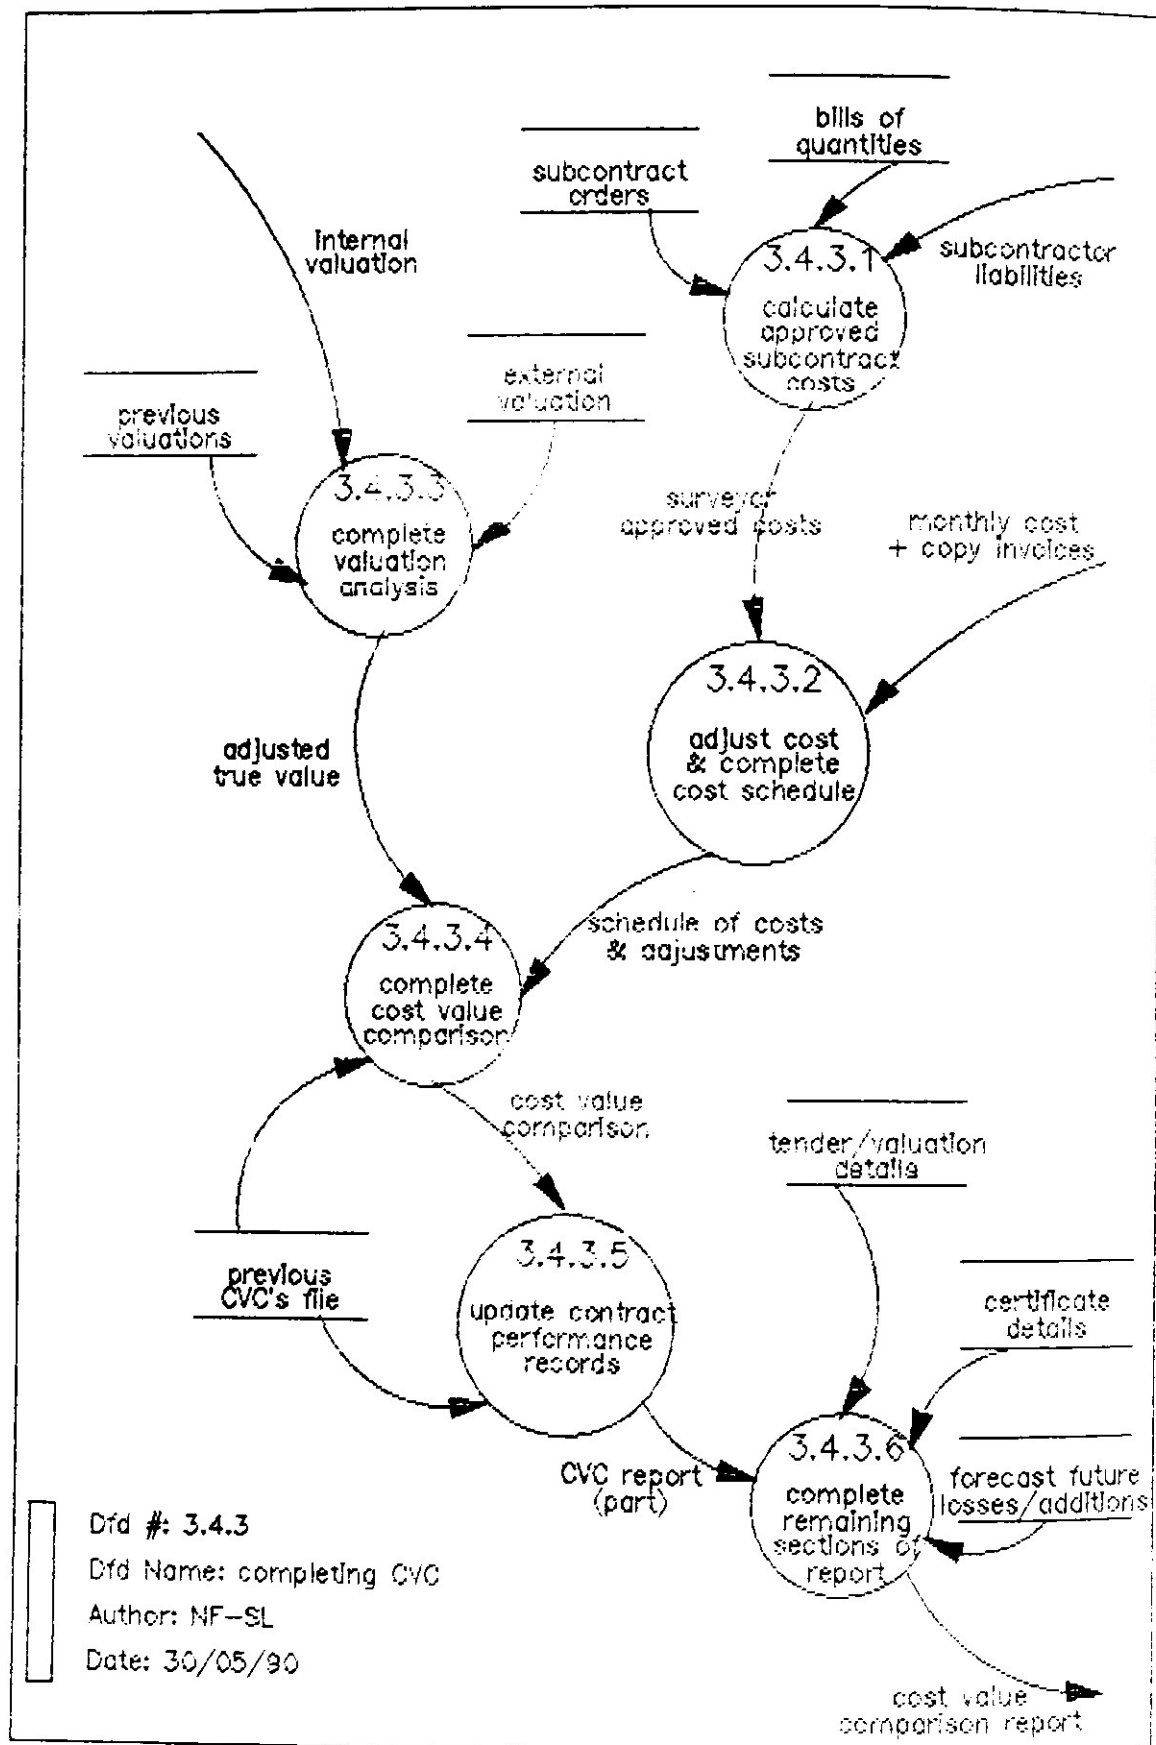 bills of
quantities
subcontract
orders
Internal
valuation
3.4.3.1
calculate
approved
subcontract
costs
subcontractor
liabilities
previous
valuations
external
valuation
3.4.3.3
complete
valuation
analysis
surveyor
approved costs
monthly cost
+ copy invoices
3.4.3.2
adjust cost
& complete
cost schedule
adjusted
true value
schedule of costs
& adjustments
3.4.3.4
complete
cost value
comparison
cost value
comparison
tender/valuation
details
previous
CVC's file
3.4.3.5
update contract
performance
records
certificate
details
CVC report
(part)
3.4.3.6
complete
remaining
sections of
report
forecast future
losses/additions
Dfd #: 3.4.3
Dfd Name: completing CVC
Author: NF-SL
Date: 30/05/90
cost value
comparison report